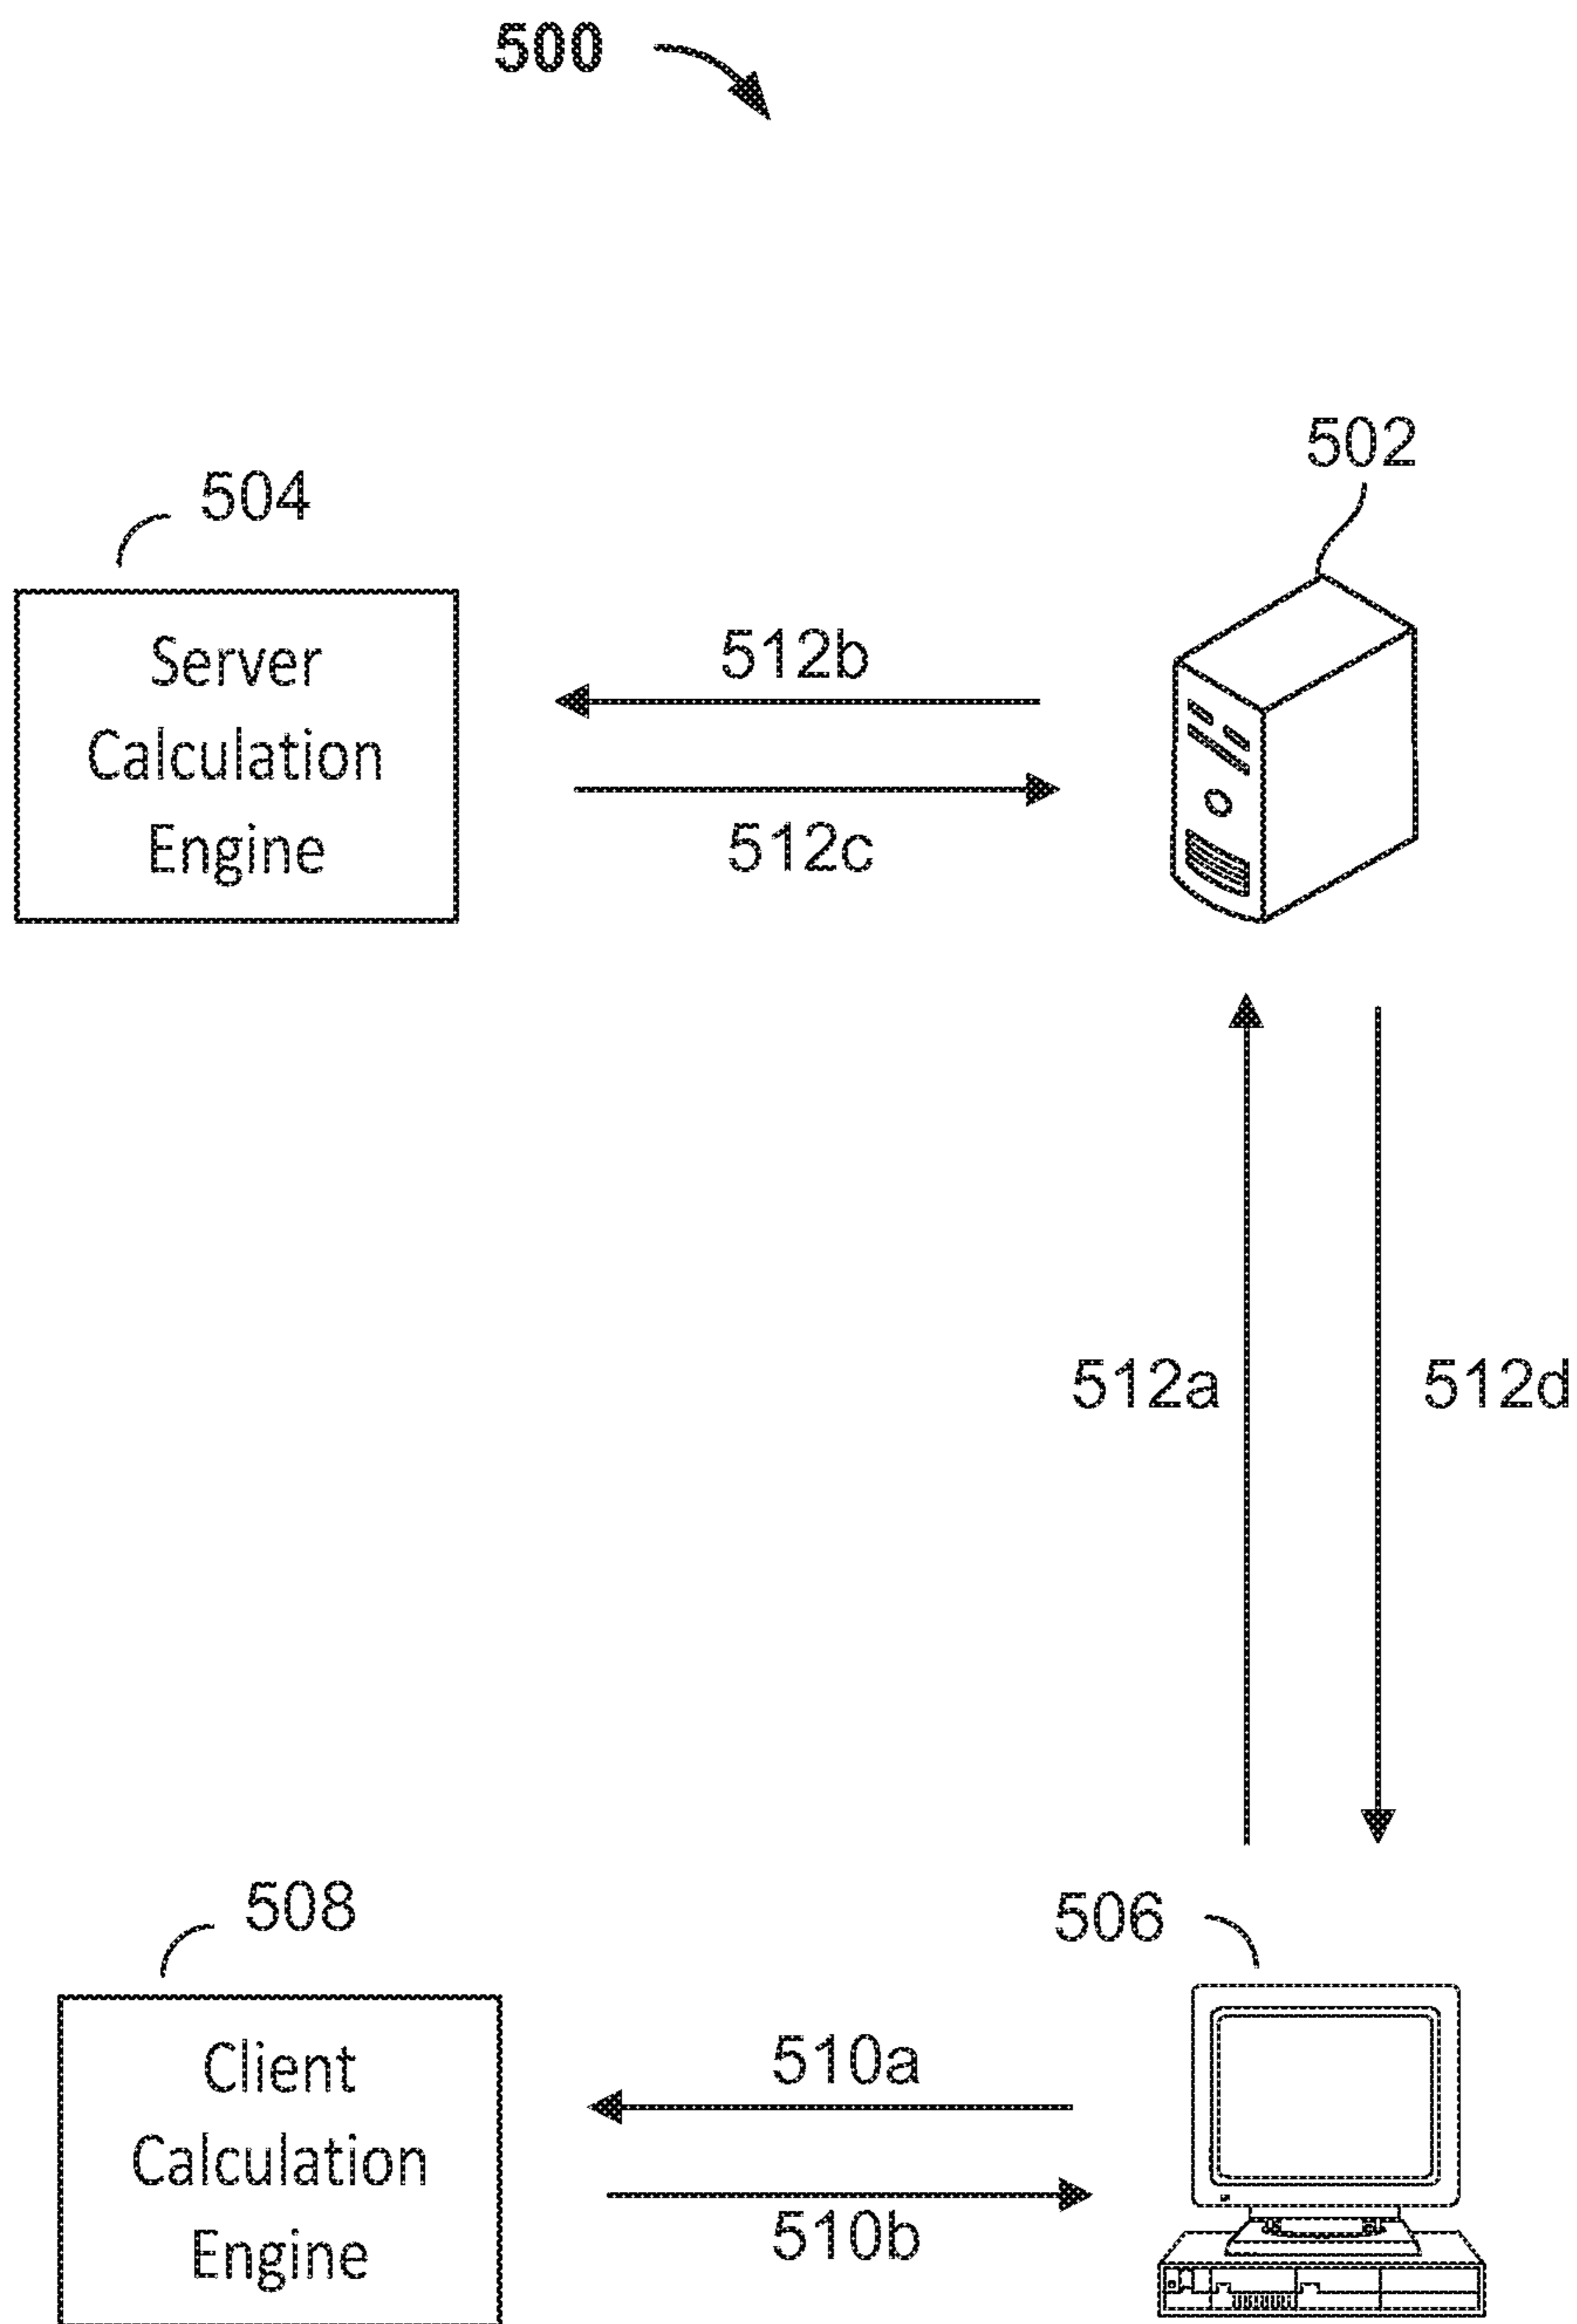 500
502
504
Server
Calculation
Engine
512b
512c
512a
512d
508
506
Client
Calculation
Engine
510a
510b